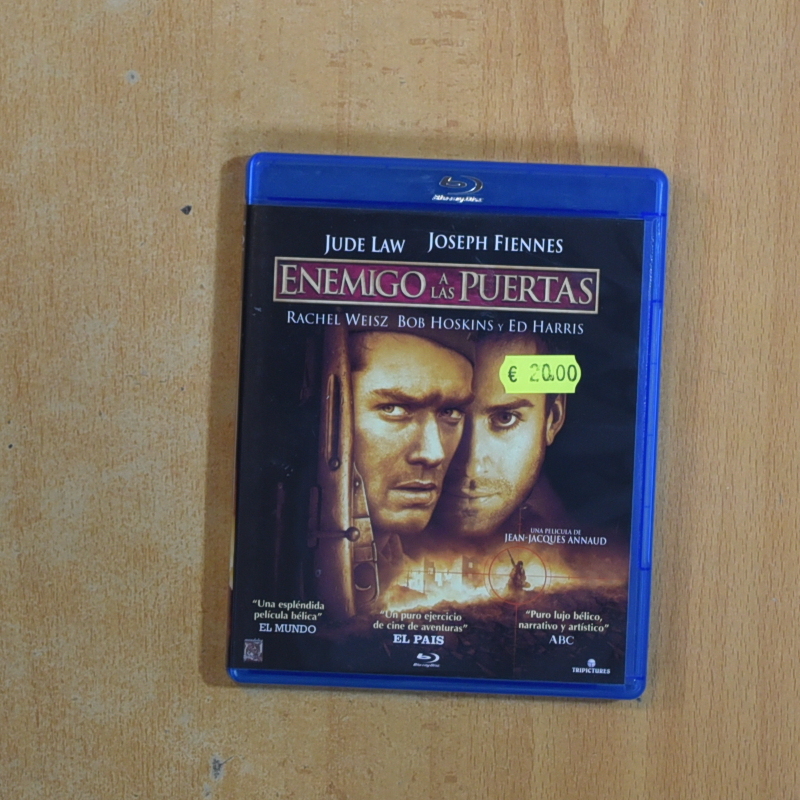 Blu-ray Disc
JUDE LAW JOSEPH FIENNES
ENEMIGO A LAS PUERTAS
RACHEL WEISZ BOB HOSKINS Y ED HARRIS
€ 20.00
UNA PELICULA DE
JEAN-JACQUES ANNAUD
"Una espléndida
película bélica"
EL MUNDO
"Un puro ejercicio
de cine de aventuras"
EL PAIS
"Puro lujo bélico,
narrativo y artístico"
ABC
Blu-ray Disc
TRIPICTURES